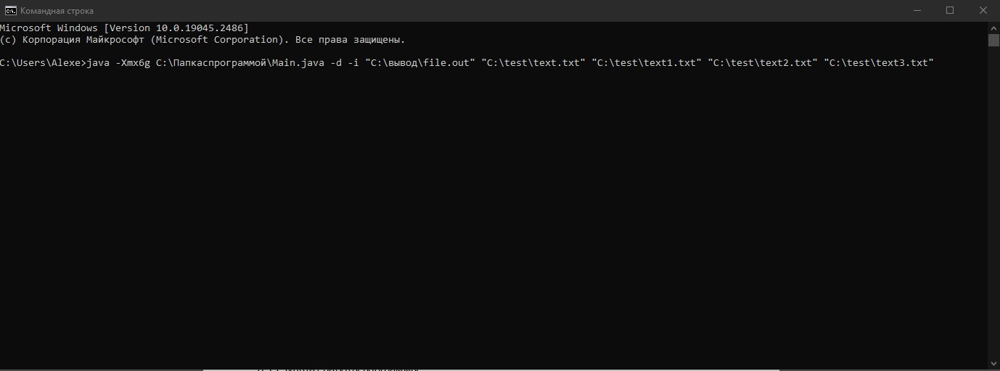 Командная строка
Microsoft Windows [Version 10.0.19045.2486]
(c) Корпорация Майкрософт (Microsoft Corporation). Все права защищены.
C:\Users\Alexe>java -Xmx6g C:\Папкаспрограммой\Main.java -d -i "C:\вывод\file.out" "C:\test\text.txt" "C:\test\text1.txt" "C:\test\text2.txt" "C:\test\text3.txt"